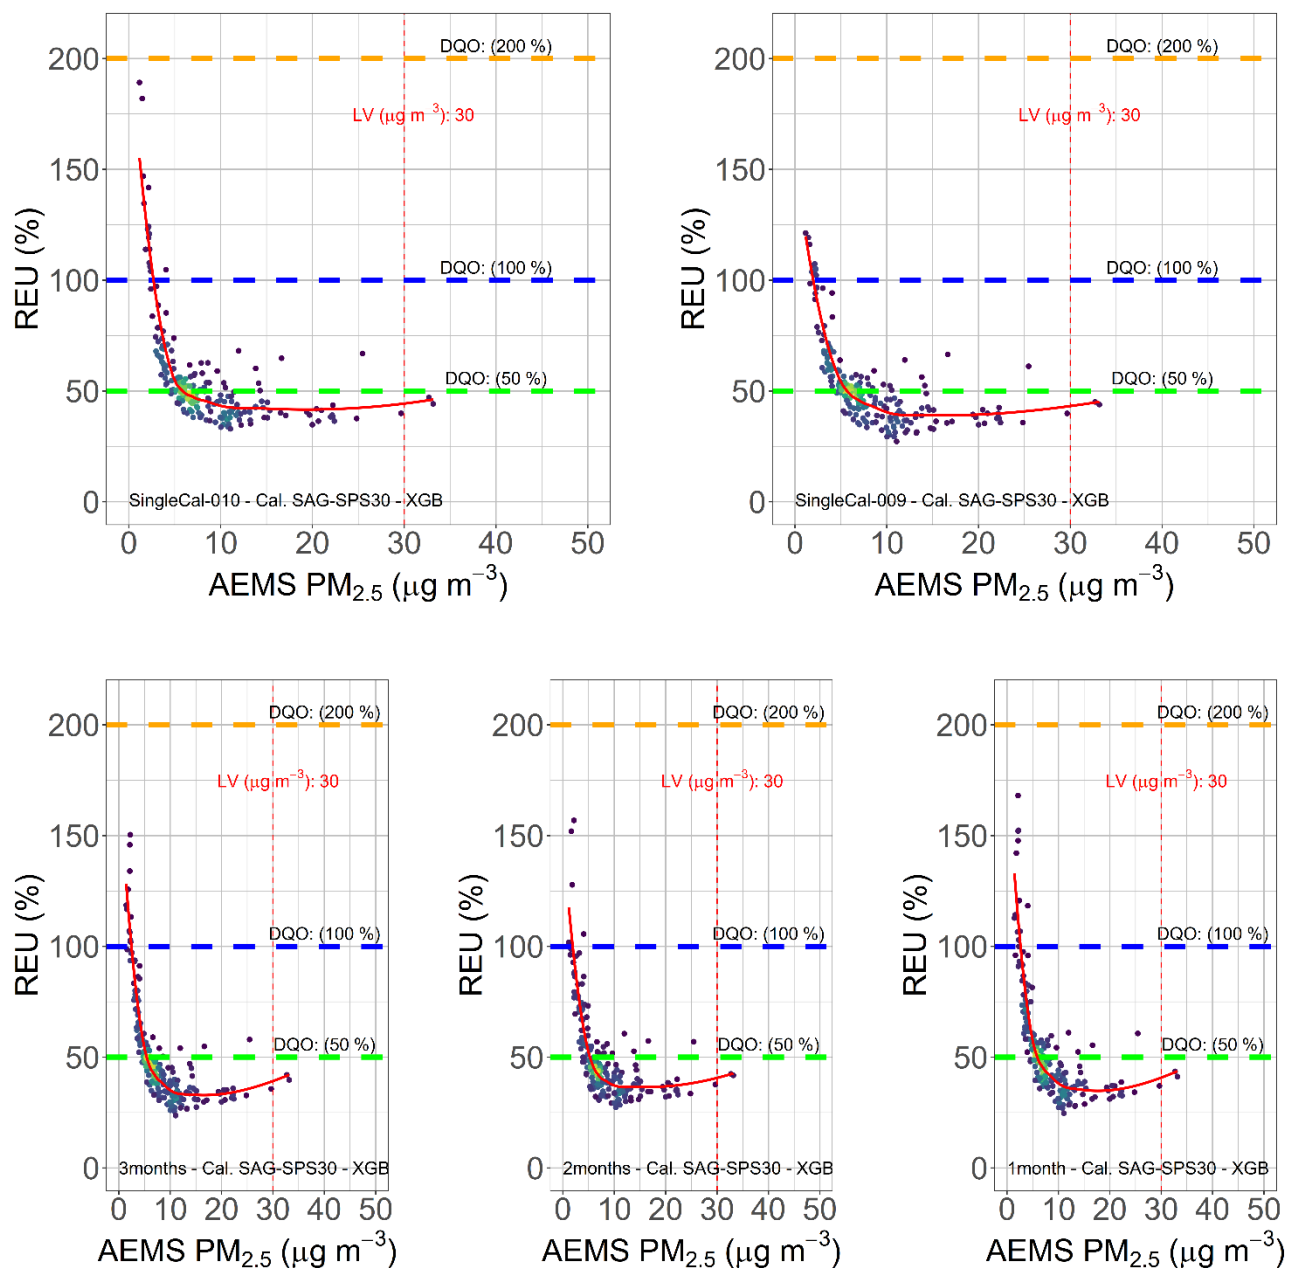 DQO: (200 %)
200
LV (μg m⁻³): 30
150
DQO: (100 %)
100
DQO: (50 %)
50
0
SingleCal-010 - Cal. SAG-SPS30 - XGB
REU (%)
0 10 20 30 40 50
AEMS PM₂.₅ (μg m⁻³)
DQO: (200 %)
200
LV (μg m⁻³): 30
150
DQO: (100 %)
100
DQO: (50 %)
50
0
SingleCal-009 - Cal. SAG-SPS30 - XGB
REU (%)
0 10 20 30 40 50
AEMS PM₂.₅ (μg m⁻³)
DQO: (200 %)
200
LV (μg m⁻³): 30
150
DQO: (100 %)
100
DQO: (50 %)
50
0
3months - Cal. SAG-SPS30 - XGB
REU (%)
0 10 20 30 40 50
AEMS PM₂.₅ (μg m⁻³)
DQO: (200 %)
200
LV (μg m⁻³): 30
150
DQO: (100 %)
100
DQO: (50 %)
50
0
2months - Cal. SAG-SPS30 - XGB
REU (%)
0 10 20 30 40 50
AEMS PM₂.₅ (μg m⁻³)
DQO: (200 %)
200
LV (μg m⁻³): 30
150
DQO: (100 %)
100
DQO: (50 %)
50
0
1month - Cal. SAG-SPS30 - XGB
REU (%)
0 10 20 30 40 50
AEMS PM₂.₅ (μg m⁻³)